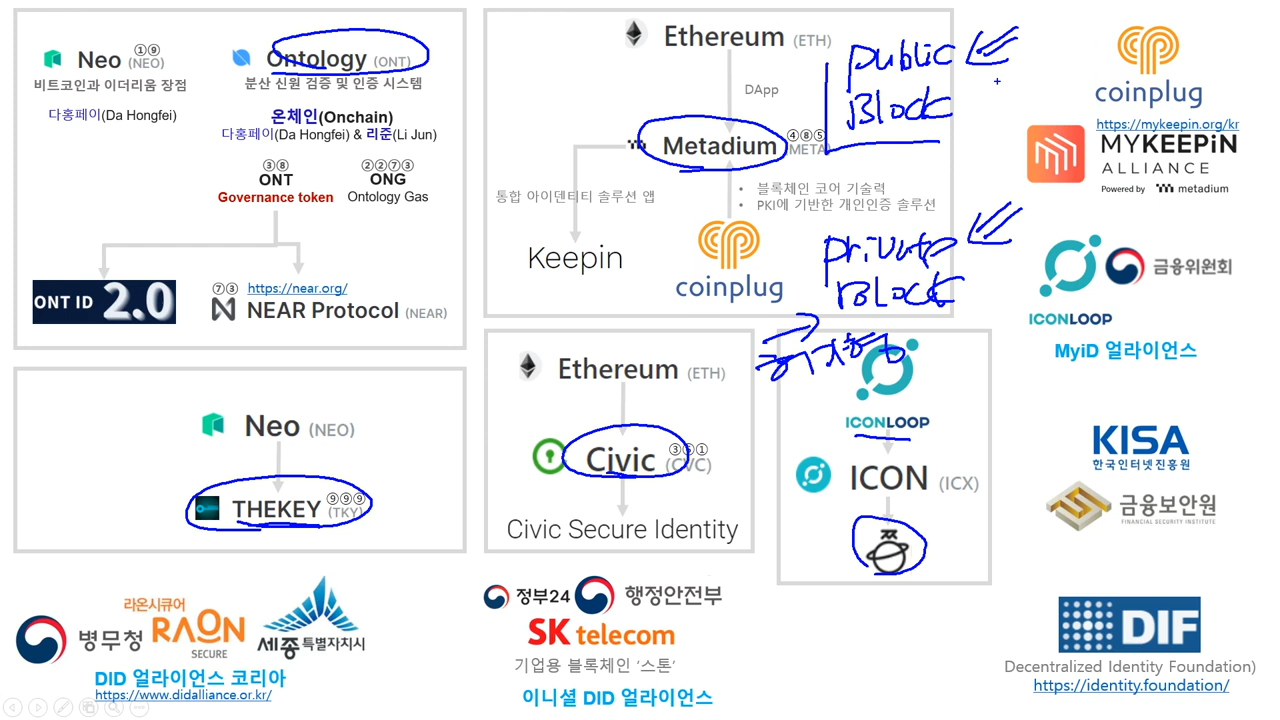 Neo ①⑨
(NEO)
비트코인과 이더리움 장점
다홍페이(Da Hongfei)
Ontology (ONT)
분산 신원 검증 및 인증 시스템
온체인(Onchain)
다홍페이(Da Hongfei) & 리준(Li Jun)
③⑧
ONT
Governance token
②②⑦③
ONG
Ontology Gas
ONT ID 2.0
⑦③ https://near.org/
NEAR Protocol (NEAR)
Neo (NEO)
THEKEY ⑨⑨⑨
(TKY)
Ethereum (ETH)
DApp
Metadium ④⑧⑤
(META)
통합 아이덴티티 솔루션 앱
• 블록체인 코어 기술력
• PKI에 기반한 개인인증 솔루션
Keepin
coinplug
public
Block
private
Block
Ethereum (ETH)
Civic ③⑥①
(CVC)
Civic Secure Identity
ICONLOOP
ICON (ICX)
coinplug
https://mykeepin.org/kr
MYKEEPiN
ALLIANCE
Powered by metadium
금융위원회
ICONLOOP
MyiD 얼라이언스
KISA
한국인터넷진흥원
금융보안원
FINANCIAL SECURITY INSTITUTE
DIF
Decentralized Identity Foundation)
https://identity.foundation/
병무청
라온시큐어
RAON
SECURE
세종특별자치시
DID 얼라이언스 코리아
https://www.didalliance.or.kr/
정부24 행정안전부
SK telecom
기업용 블록체인 ‘스톤’
이니셜 DID 얼라이언스